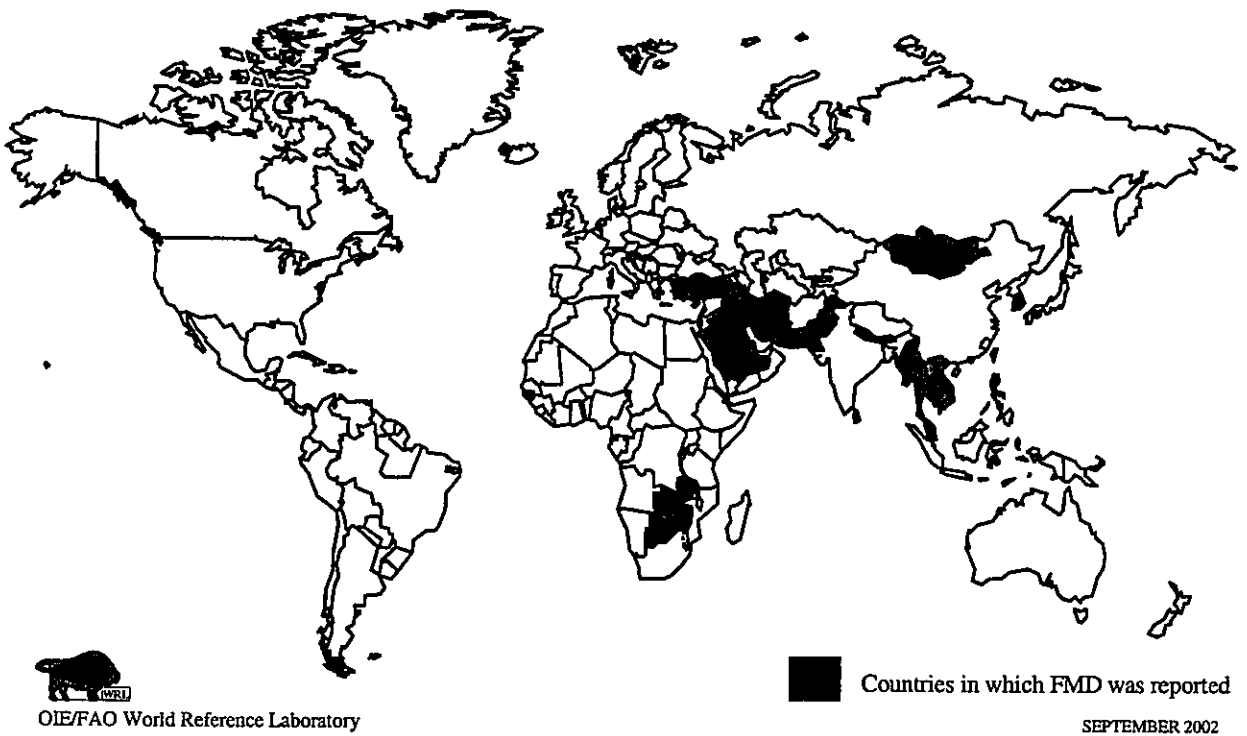 WRL
OIE/FAO World Reference Laboratory
Countries in which FMD was reported
SEPTEMBER 2002